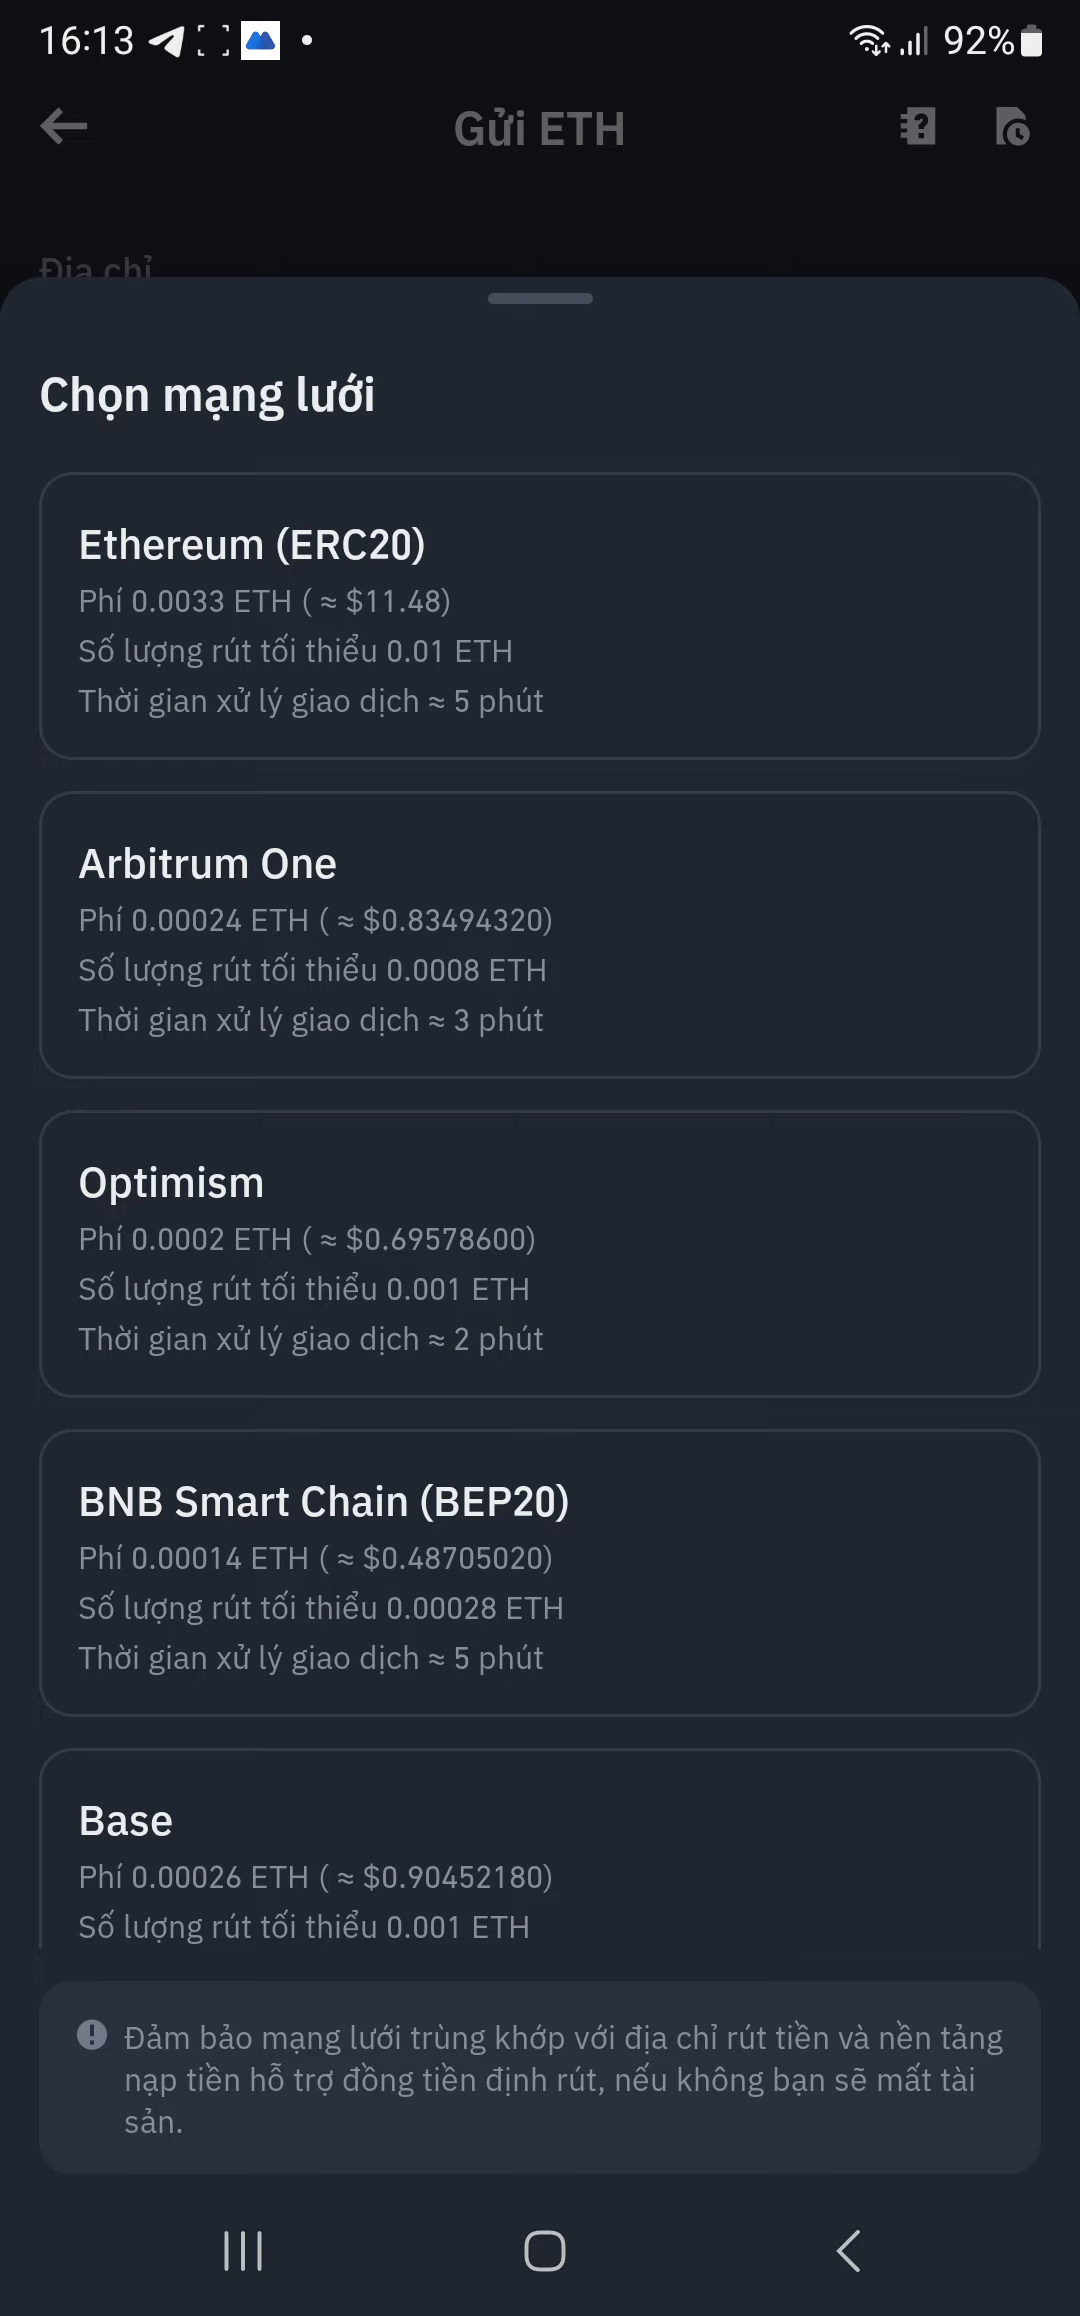 16:13
92%
Gửi ETH
Địa chỉ
Chọn mạng lưới
Ethereum (ERC20)
Phí 0.0033 ETH ( ≈ $11.48)
Số lượng rút tối thiểu 0.01 ETH
Thời gian xử lý giao dịch ≈ 5 phút
Arbitrum One
Phí 0.00024 ETH ( ≈ $0.83494320)
Số lượng rút tối thiểu 0.0008 ETH
Thời gian xử lý giao dịch ≈ 3 phút
Optimism
Phí 0.0002 ETH ( ≈ $0.69578600)
Số lượng rút tối thiểu 0.001 ETH
Thời gian xử lý giao dịch ≈ 2 phút
BNB Smart Chain (BEP20)
Phí 0.00014 ETH ( ≈ $0.48705020)
Số lượng rút tối thiểu 0.00028 ETH
Thời gian xử lý giao dịch ≈ 5 phút
Base
Phí 0.00026 ETH ( ≈ $0.90452180)
Số lượng rút tối thiểu 0.001 ETH
Đảm bảo mạng lưới trùng khớp với địa chỉ rút tiền và nền tảng
nạp tiền hỗ trợ đồng tiền định rút, nếu không bạn sẽ mất tài
sản.